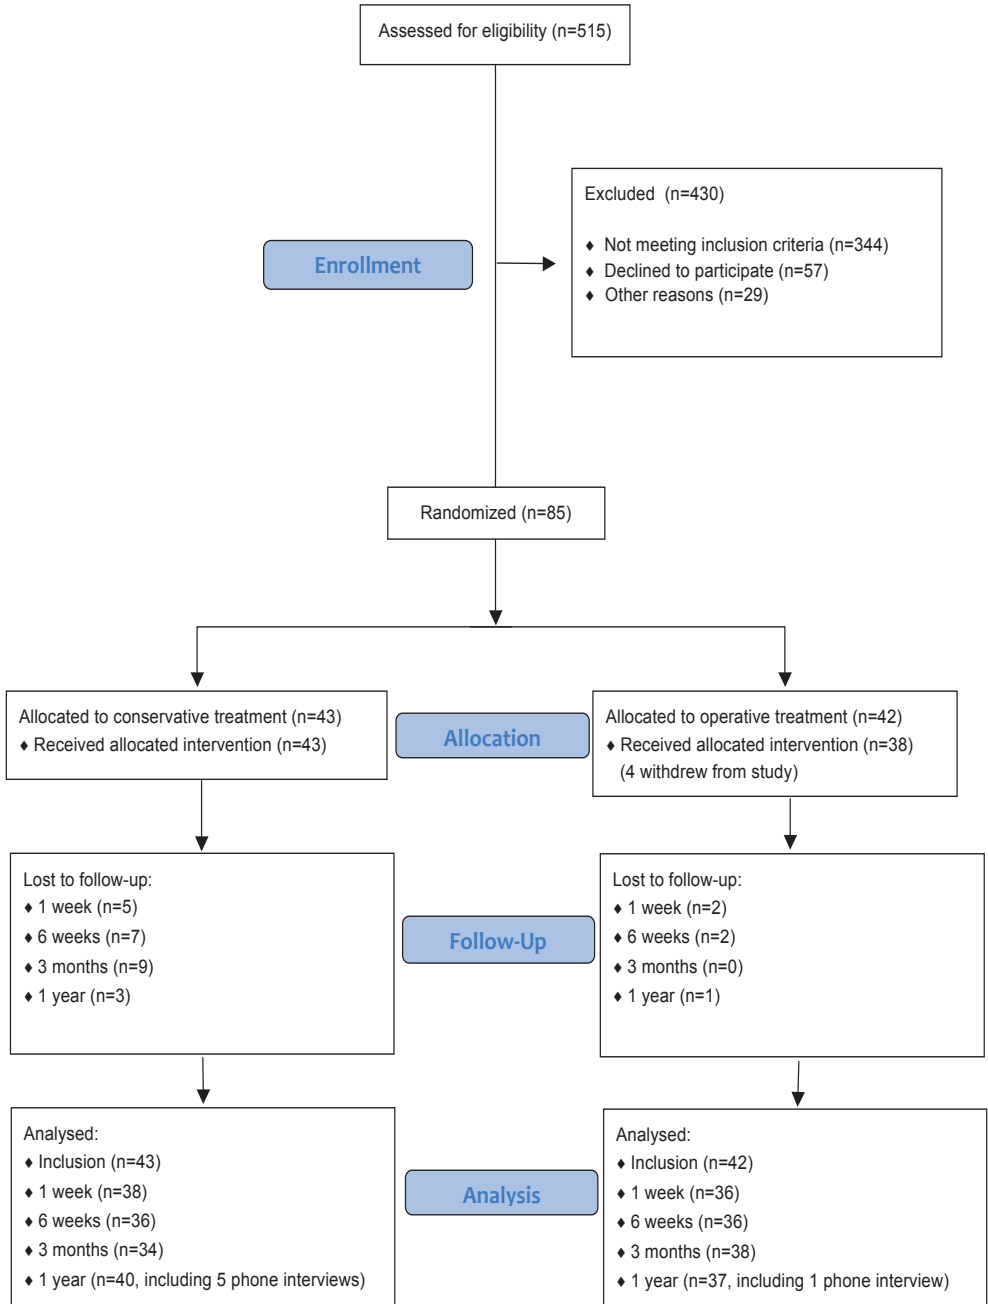 Assessed for eligibility (n=515)
Excluded (n=430)
♦ Not meeting inclusion criteria (n=344)
♦ Declined to participate (n=57)
♦ Other reasons (n=29)
Enrollment
Randomized (n=85)
Allocated to conservative treatment (n=43)
♦ Received allocated intervention (n=43)
Allocation
Allocated to operative treatment (n=42)
♦ Received allocated intervention (n=38)
(4 withdrew from study)
Lost to follow-up:
♦ 1 week (n=5)
♦ 6 weeks (n=7)
♦ 3 months (n=9)
♦ 1 year (n=3)
Follow-Up
Lost to follow-up:
♦ 1 week (n=2)
♦ 6 weeks (n=2)
♦ 3 months (n=0)
♦ 1 year (n=1)
Analysed:
♦ Inclusion (n=43)
♦ 1 week (n=38)
♦ 6 weeks (n=36)
♦ 3 months (n=34)
♦ 1 year (n=40, including 5 phone interviews)
Analysis
Analysed:
♦ Inclusion (n=42)
♦ 1 week (n=36)
♦ 6 weeks (n=36)
♦ 3 months (n=38)
♦ 1 year (n=37, including 1 phone interview)